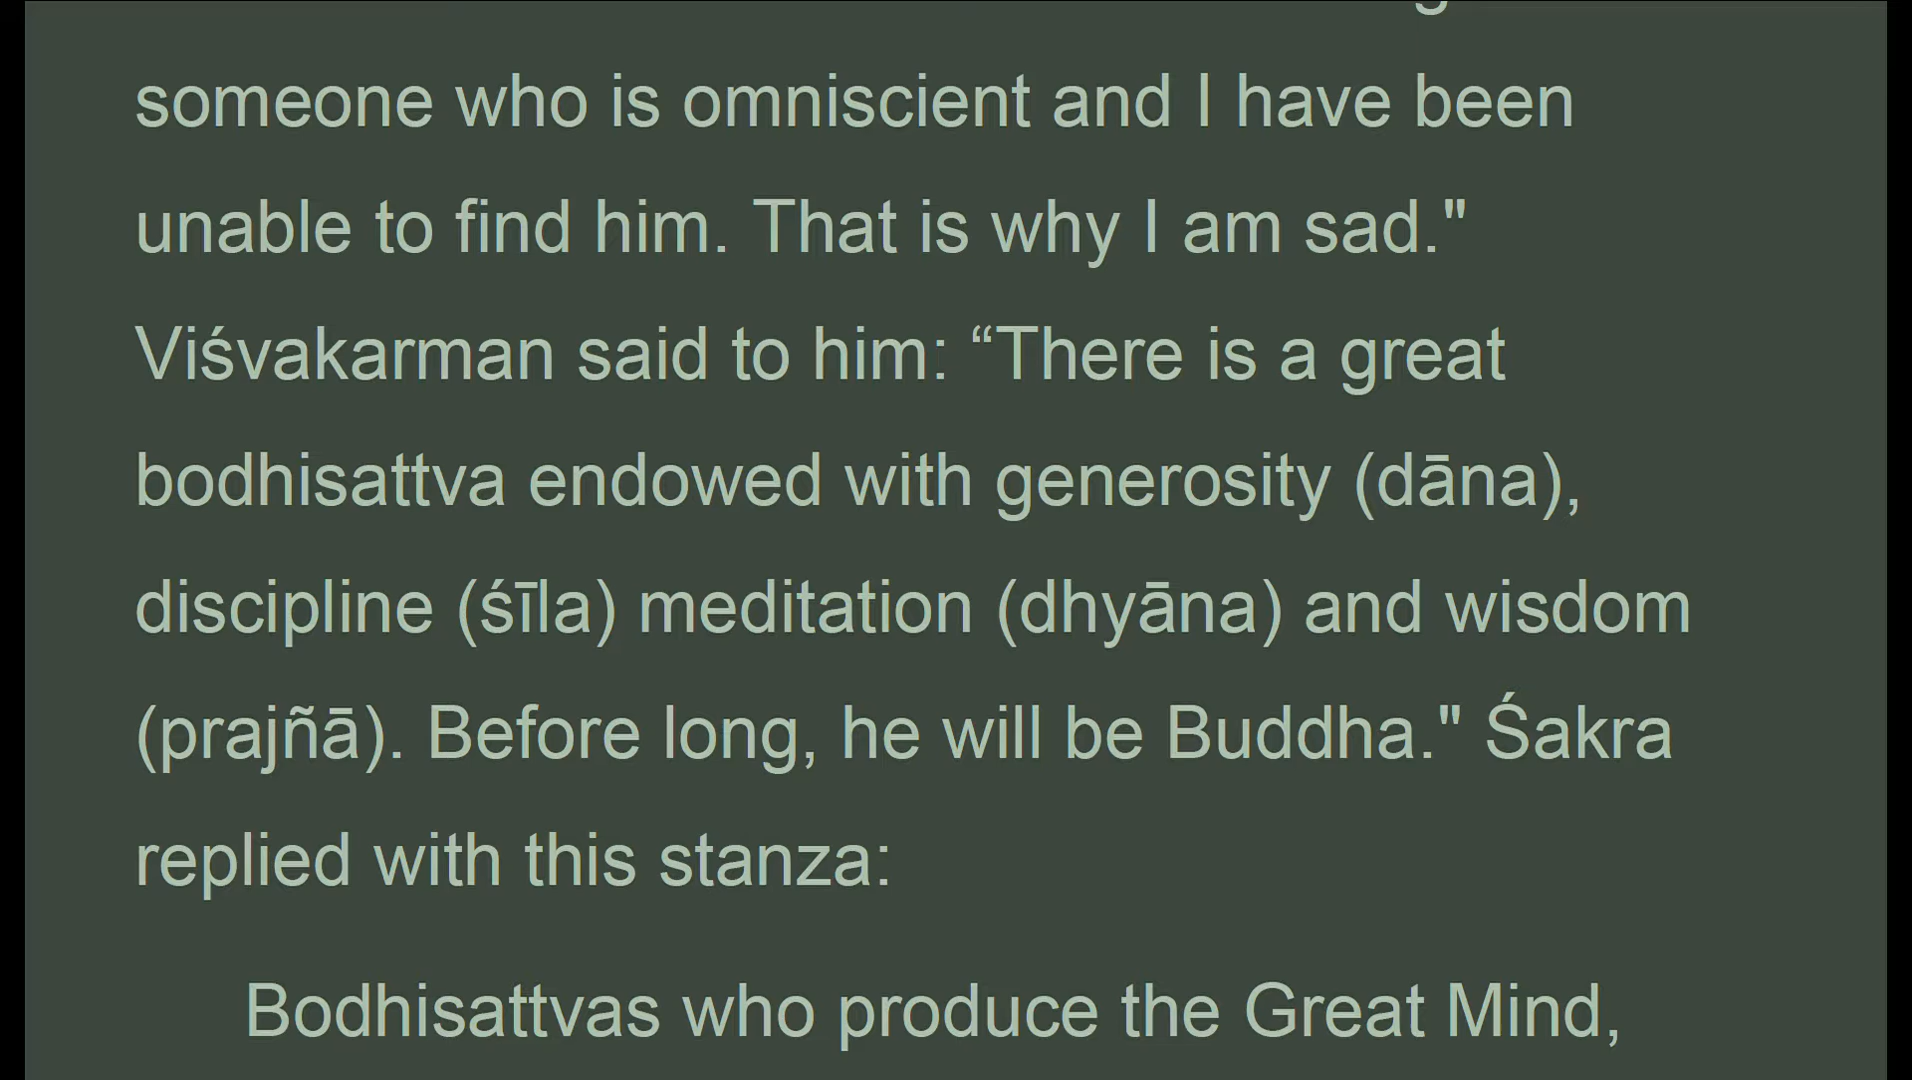 someone who is omniscient and I have been
unable to find him. That is why I am sad."
Viśvakarman said to him: “There is a great
bodhisattva endowed with generosity (dāna),
discipline (śīla) meditation (dhyāna) and wisdom
(prajñā). Before long, he will be Buddha." Śakra
replied with this stanza:
Bodhisattvas who produce the Great Mind,